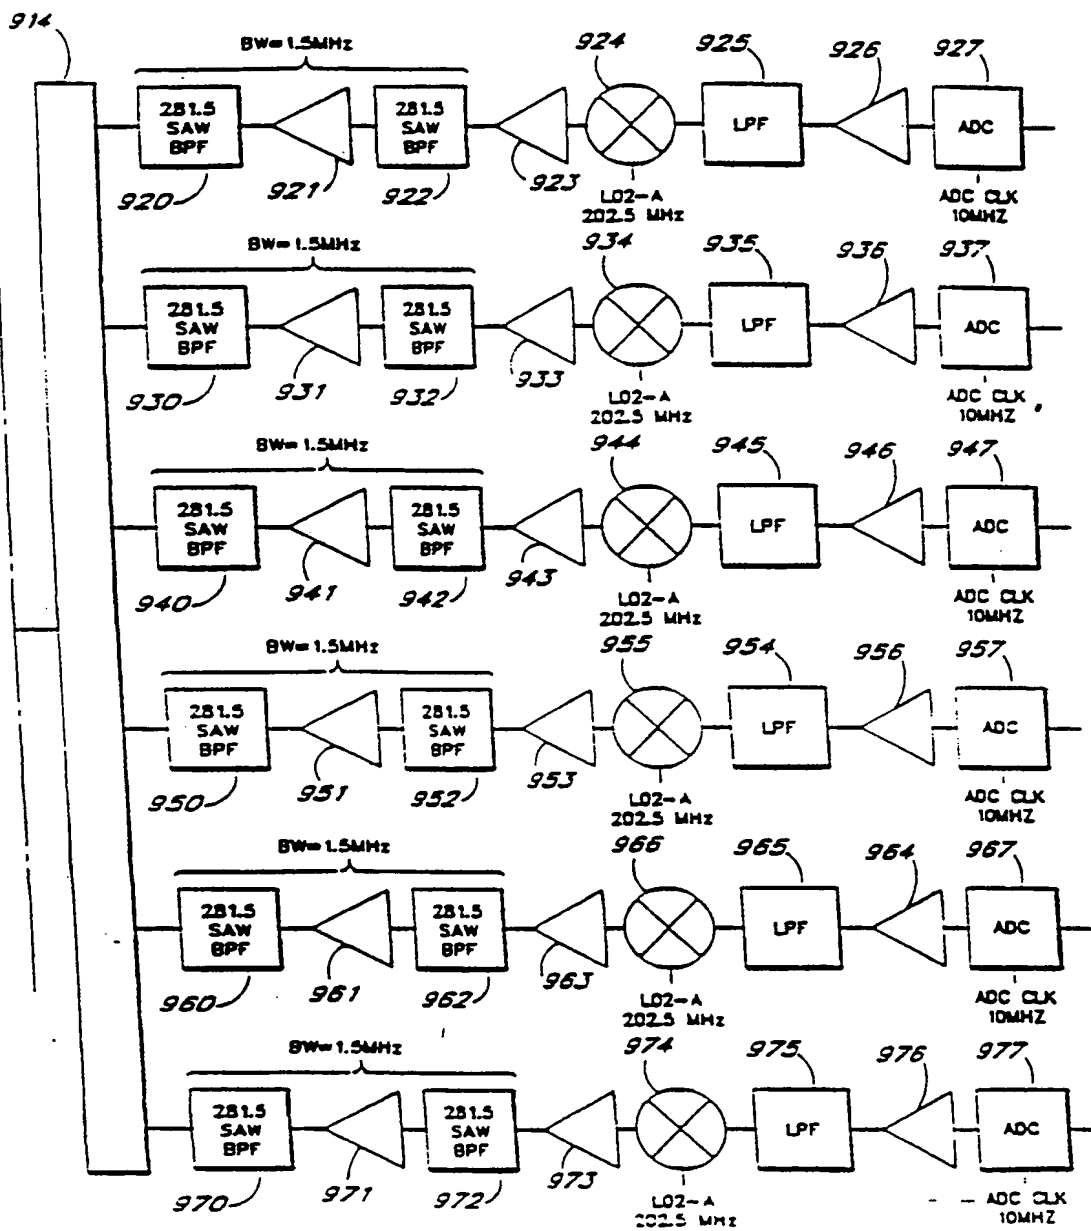 914
BW= 1.5MHz
924
925
926
927
281.5
SAW
BPF
281.5
SAW
BPF
LPF
ADC
920
921
922
923
LO2-A
202.5 MHz
ADC CLK
10MHZ
BW= 1.5MHz
934
935
936
937
281.5
SAW
BPF
281.5
SAW
BPF
LPF
ADC
930
931
932
933
LO2-A
202.5 MHz
ADC CLK
10MHZ
BW= 1.5MHz
944
945
946
947
281.5
SAW
BPF
281.5
SAW
BPF
LPF
ADC
940
941
942
943
LO2-A
202.5 MHz
ADC CLK
10MHZ
BW= 1.5MHz
955
954
956
957
281.5
SAW
BPF
281.5
SAW
BPF
LPF
ADC
950
951
952
953
LO2-A
202.5 MHz
ADC CLK
10MHZ
BW= 1.5MHz
966
965
964
967
281.5
SAW
BPF
281.5
SAW
BPF
LPF
ADC
960
961
962
963
LO2-A
202.5 MHz
ADC CLK
10MHZ
BW= 1.5MHz
974
975
976
977
281.5
SAW
BPF
281.5
SAW
BPF
LPF
ADC
970
971
972
973
LO2-A
202.5 MHz
ADC CLK
10MHZ